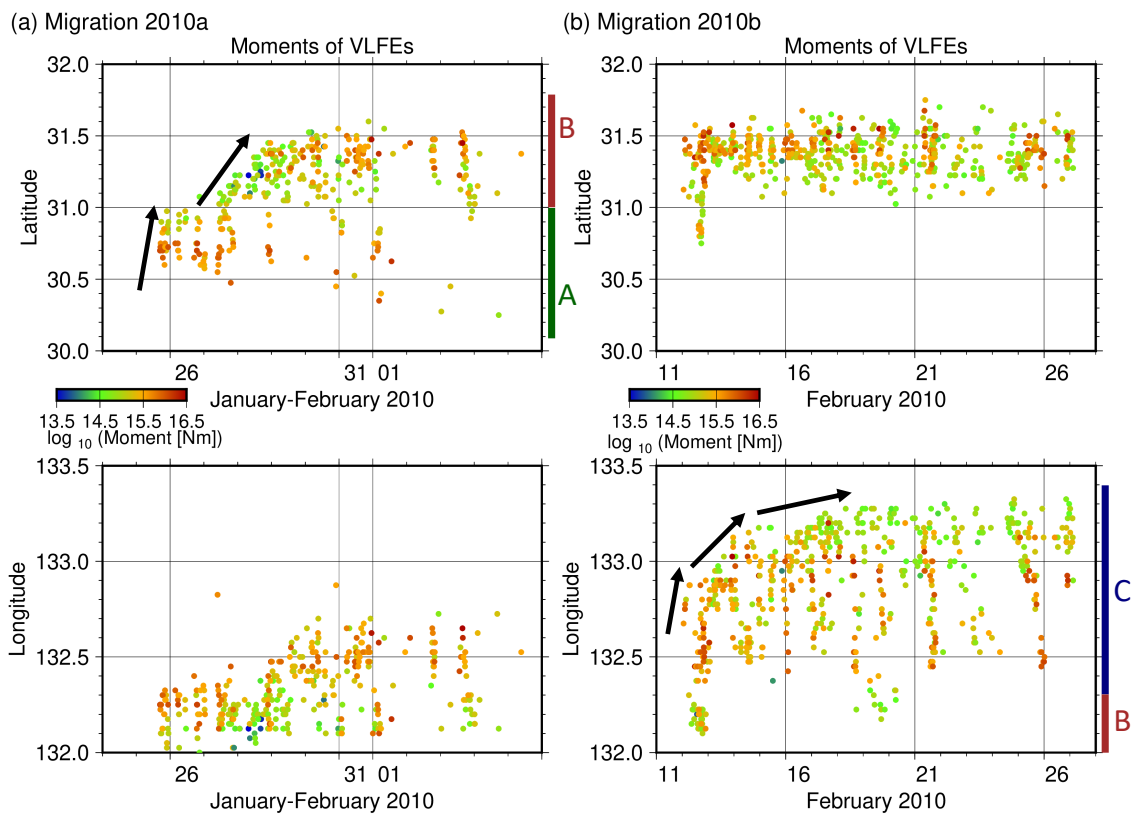 (a) Migration 2010a
Moments of VLFEs
32.0
31.5
31.0
30.5
30.0
Latitude
B
A
26
31 01
January-February 2010
13.5 14.5 15.5 16.5
log 10 (Moment [Nm])
133.5
133.0
132.5
132.0
Longitude
26
31 01
January-February 2010
(b) Migration 2010b
Moments of VLFEs
32.0
31.5
31.0
30.5
30.0
Latitude
11 16 21 26
February 2010
13.5 14.5 15.5 16.5
log 10 (Moment [Nm])
133.5
133.0
132.5
132.0
Longitude
C
B
11 16 21 26
February 2010